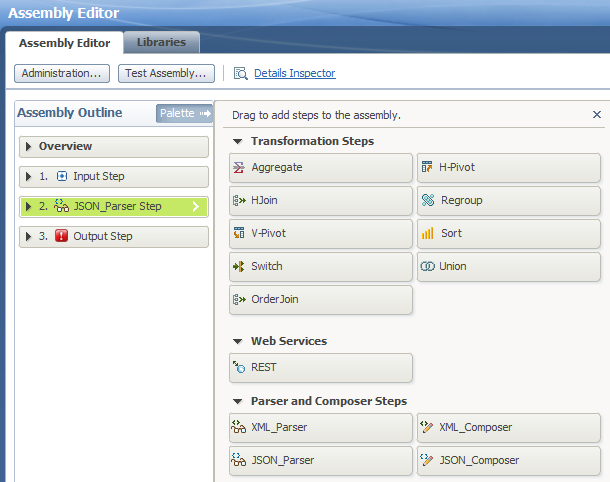 Assembly Editor
Assembly Editor
Libraries
Administration...
Test Assembly...
Details Inspector
Assembly Outline
Palette
Overview
1. Input Step
2. JSON_Parser Step
3. Output Step
Drag to add steps to the assembly.
Transformation Steps
Aggregate
H-Pivot
HJoin
Regroup
V-Pivot
Sort
Switch
Union
OrderJoin
Web Services
REST
Parser and Composer Steps
XML_Parser
XML_Composer
JSON_Parser
JSON_Composer